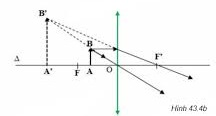 B'
B
F'
Δ
A' F A O
Hình 43.4b